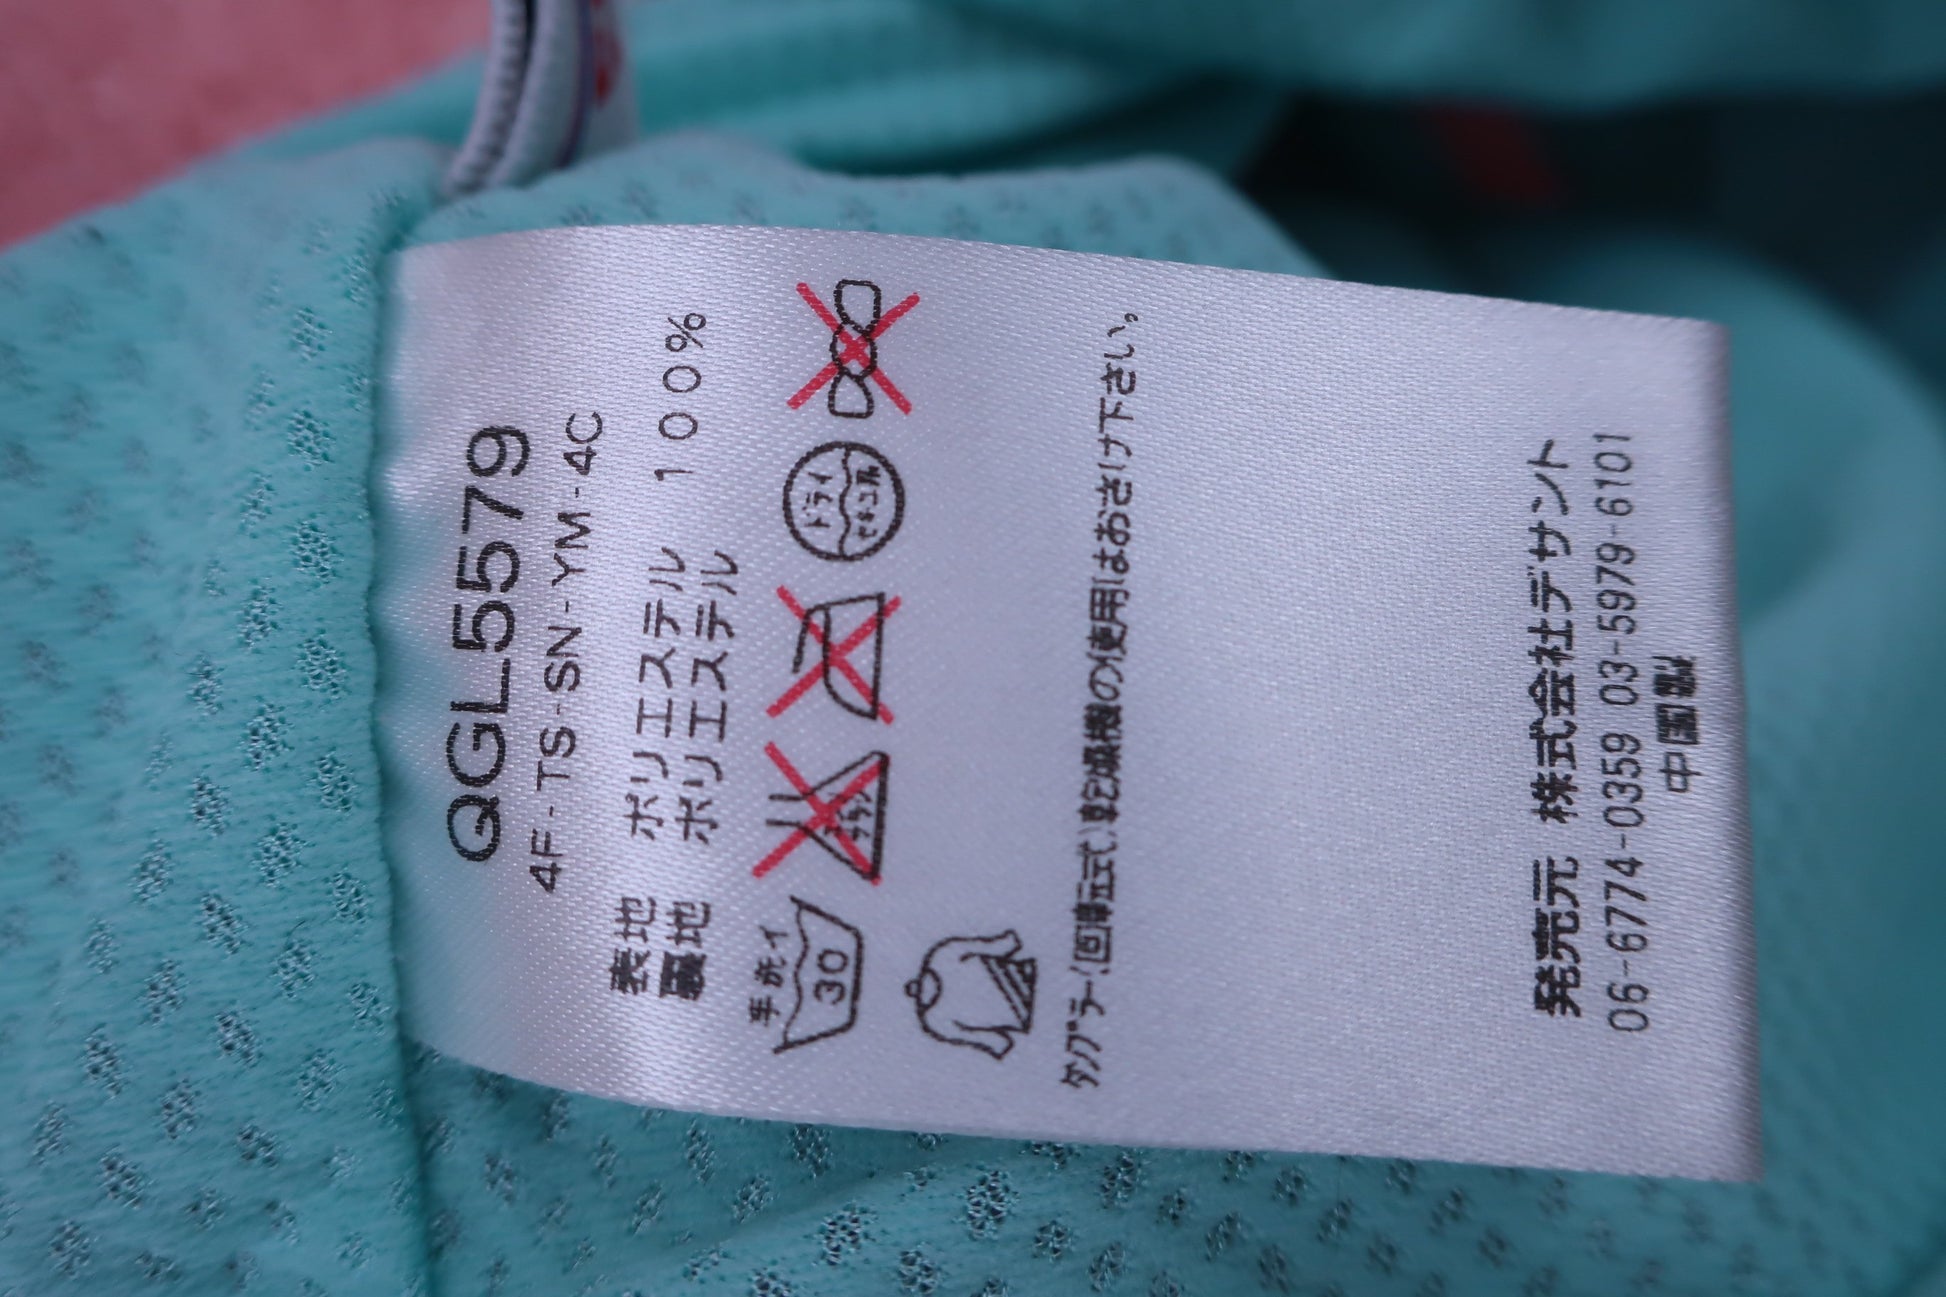 QGL5579
4F-TS-SN-YM-4C
表地 ポリエステル 100%
裏地 ポリエステル
手洗イ
30
ドライ
セキユ系
タンブラー(回転式)乾燥機の使用はおさけ下さい。
発売元 株式会社デサント
06-6774-0359 03-5979-6101
中国製